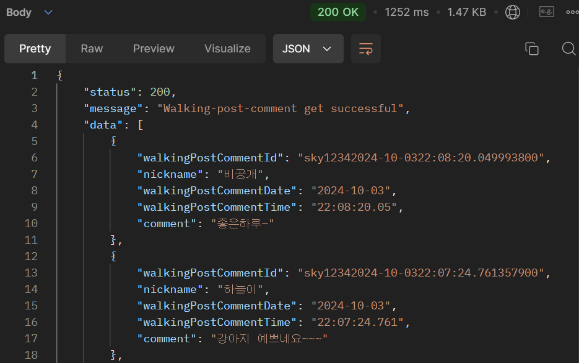 Body 200 OK 1252 ms 1.47 KB
Pretty Raw Preview Visualize JSON
1 {
2 "status": 200,
3 "message": "Walking-post-comment get successful",
4 "data": [
5 {
6 "walkingPostCommentId": "sky12342024-10-0322:08:20.049993800",
7 "nickname": "비공개",
8 "walkingPostCommentDate": "2024-10-03",
9 "walkingPostCommentTime": "22:08:20.05",
10 "comment": "좋은하루~"
11 },
12 {
13 "walkingPostCommentId": "sky12342024-10-0322:07:24.761357900",
14 "nickname": "하늘이",
15 "walkingPostCommentDate": "2024-10-03",
16 "walkingPostCommentTime": "22:07:24.761",
17 "comment": "강아지 예쁘네요~~~"
18 },